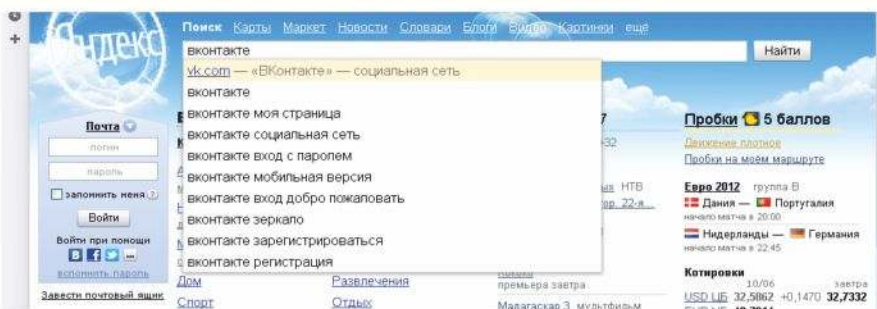 Яндекс
Поиск Карты Маркет Новости Словари Блоги Видео Картинки ещё
вконтакте
Найти
vk.com — «ВКонтакте» — социальная сеть
вконтакте
вконтакте моя страница
вконтакте социальная сеть
вконтакте вход с паролем
вконтакте мобильная версия
вконтакте вход добро пожаловать
вконтакте зеркало
вконтакте зарегистрироваться
вконтакте регистрация
Почта
логин
пароль
запомнить меня
Войти
Войти при помощи
вспомнить пароль
Завести почтовый ящик
Дом
Спорт
Развлечения
Отдых
НТВ
22-я...
премьера завтра
Мадагаскар 3 мультфильм
Пробки 5 баллов
Движение плотное
Пробки на моём маршруте
Евро 2012 группа B
Дания — Португалия
начало матча в 20:00
Нидерланды — Германия
начало матча в 22:45
Котировки
10/06 завтра
USD ЦБ 32,5862 +0,1470 32,7332